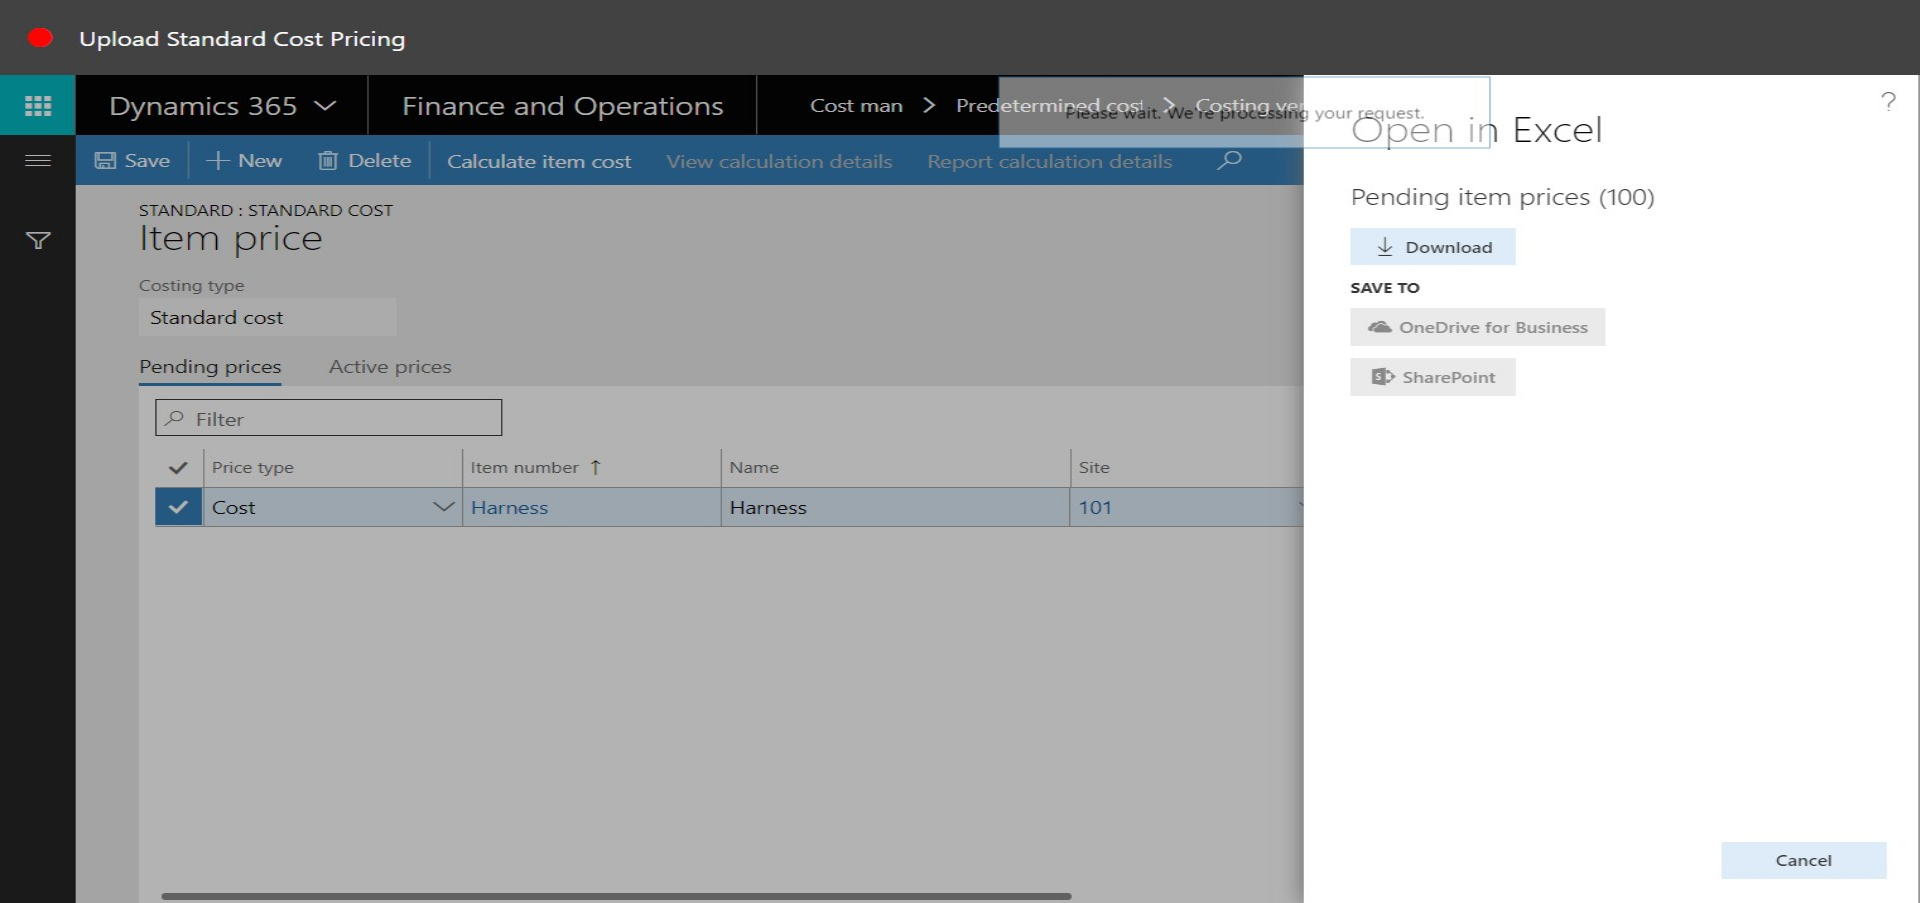 Upload Standard Cost Pricing
Dynamics 365
Finance and Operations
Cost man > Predetermined cost > Costing ver
Please wait. We're processing your request.
?
Open in Excel
Save
New
Delete
Calculate item cost
View calculation details
Report calculation details
STANDARD : STANDARD COST
Item price
Costing type
Standard cost
Pending prices
Active prices
Filter
Price type
Item number ↑
Name
Site
Cost
Harness
Harness
101
Pending item prices (100)
Download
SAVE TO
OneDrive for Business
SharePoint
Cancel